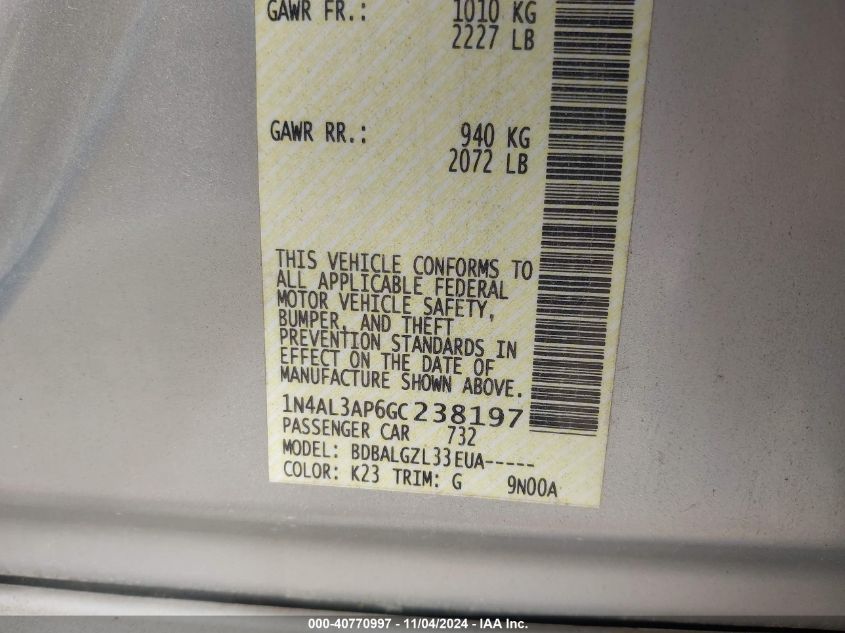 GAWR FR.: 1010 KG
2227 LB
GAWR RR.: 940 KG
2072 LB
THIS VEHICLE CONFORMS TO
ALL APPLICABLE FEDERAL
MOTOR VEHICLE SAFETY,
BUMPER, AND THEFT
PREVENTION STANDARDS IN
EFFECT ON THE DATE OF
MANUFACTURE SHOWN ABOVE.
1N4AL3AP6GC238197
PASSENGER CAR 732
MODEL: BDBALGZL33EUA-----
COLOR: K23 TRIM: G 9N00A
000-40770997 - 11/04/2024 - IAA Inc.